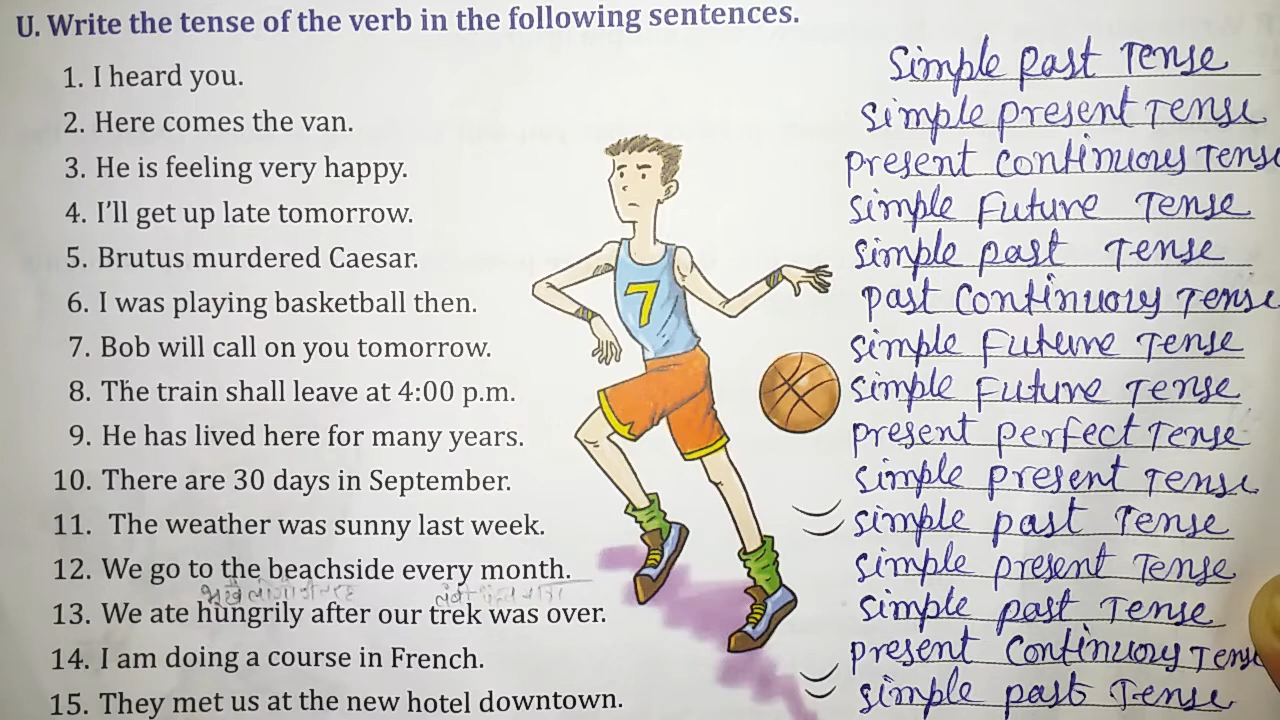 U. Write the tense of the verb in the following sentences.
1. I heard you. Simple Past Tense
2. Here comes the van. Simple present Tense
3. He is feeling very happy. present continuous Tense
4. I'll get up late tomorrow. Simple Future Tense
5. Brutus murdered Caesar. Simple past Tense
6. I was playing basketball then. past continuous Tense
7
7. Bob will call on you tomorrow. Simple Future Tense
8. The train shall leave at 4:00 p.m. Simple Future Tense
9. He has lived here for many years. present perfect Tense
10. There are 30 days in September. Simple present Tense
11. The weather was sunny last week. Simple past Tense
12. We go to the beachside every month. Simple present Tense
13. We ate hungrily after our trek was over. Simple past Tense
14. I am doing a course in French. present continuous Tense
15. They met us at the new hotel downtown. Simple past Tense